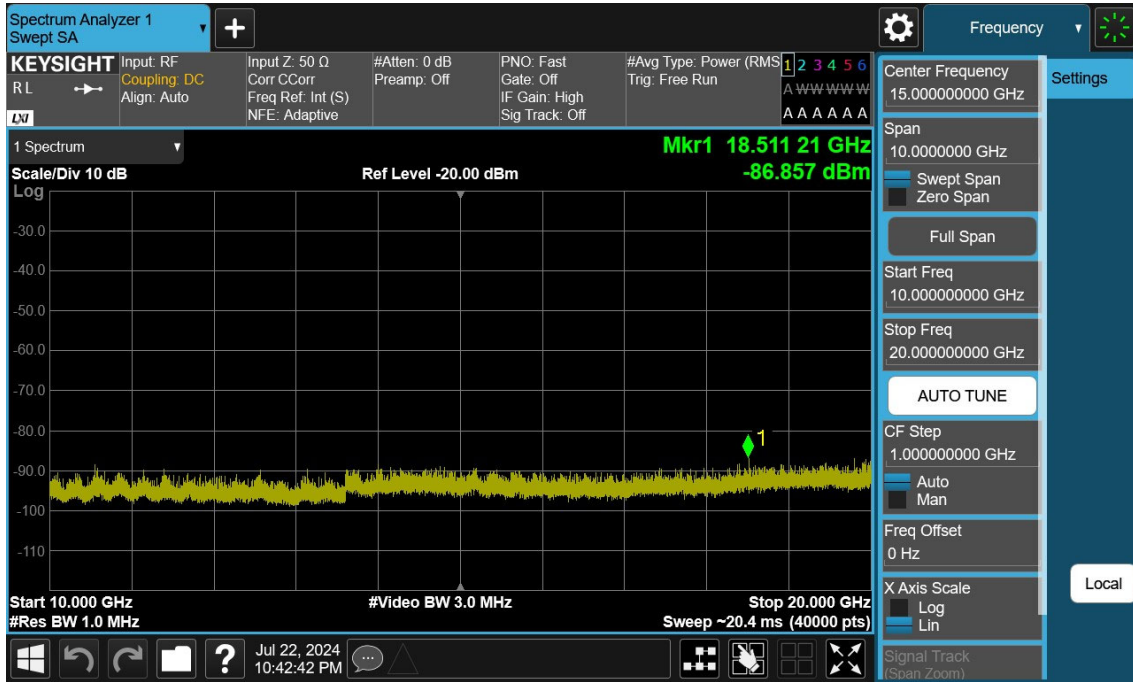 Spectrum Analyzer 1
Swept SA
+
Frequency
KEYSIGHT
R L
LXI
Input: RF
Coupling: DC
Align: Auto
Input Z: 50 Ω
Corr CCorr
Freq Ref: Int (S)
NFE: Adaptive
#Atten: 0 dB
Preamp: Off
PNO: Fast
Gate: Off
IF Gain: High
Sig Track: Off
#Avg Type: Power (RMS
Trig: Free Run
1 2 3 4 5 6
A W W W W W
A A A A A A
1 Spectrum
Scale/Div 10 dB
Log
Ref Level -20.00 dBm
Mkr1 18.511 21 GHz
-86.857 dBm
-30.0
-40.0
-50.0
-60.0
-70.0
-80.0
-90.0
-100
-110
1
Start 10.000 GHz
#Res BW 1.0 MHz
#Video BW 3.0 MHz
Stop 20.000 GHz
Sweep ~20.4 ms (40000 pts)
?
Jul 22, 2024
10:42:42 PM
Center Frequency
15.000000000 GHz
Span
10.0000000 GHz
Swept Span
Zero Span
Full Span
Start Freq
10.000000000 GHz
Stop Freq
20.000000000 GHz
AUTO TUNE
CF Step
1.000000000 GHz
Auto
Man
Freq Offset
0 Hz
X Axis Scale
Log
Lin
Signal Track
(Span Zoom)
Settings
Local